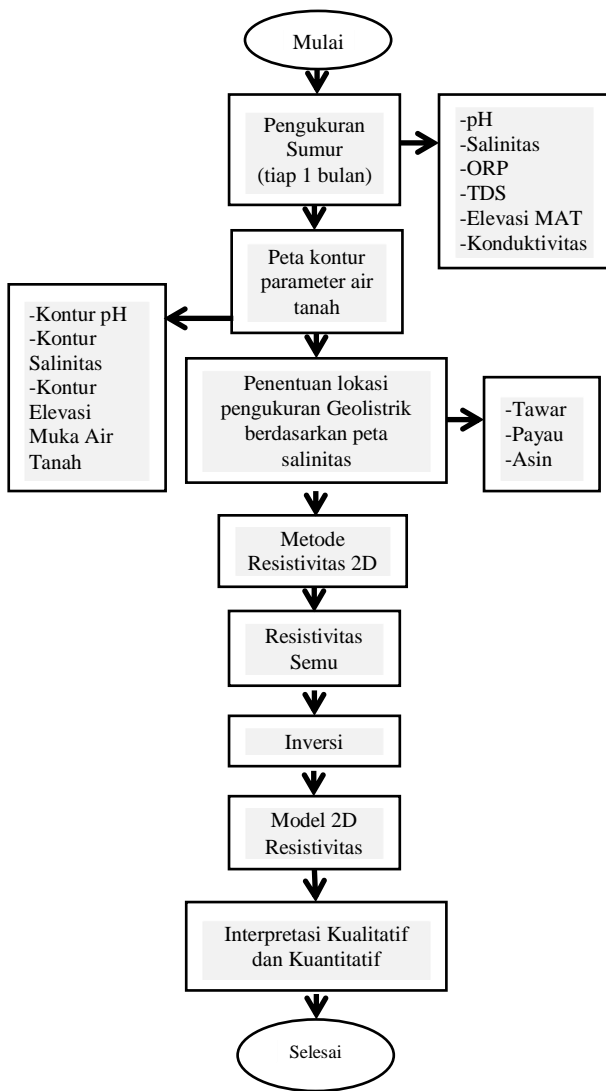 Mulai
Pengukuran
Sumur
(tiap 1 bulan)
-pH
-Salinitas
-ORP
-TDS
-Elevasi MAT
-Konduktivitas
Peta kontur
parameter air
tanah
-Kontur pH
-Kontur
Salinitas
-Kontur
Elevasi
Muka Air
Tanah
Penentuan lokasi
pengukuran Geolistrik
berdasarkan peta
salinitas
-Tawar
-Payau
-Asin
Metode
Resistivitas 2D
Resistivitas
Semu
Inversi
Model 2D
Resistivitas
Interpretasi Kualitatif
dan Kuantitatif
Selesai